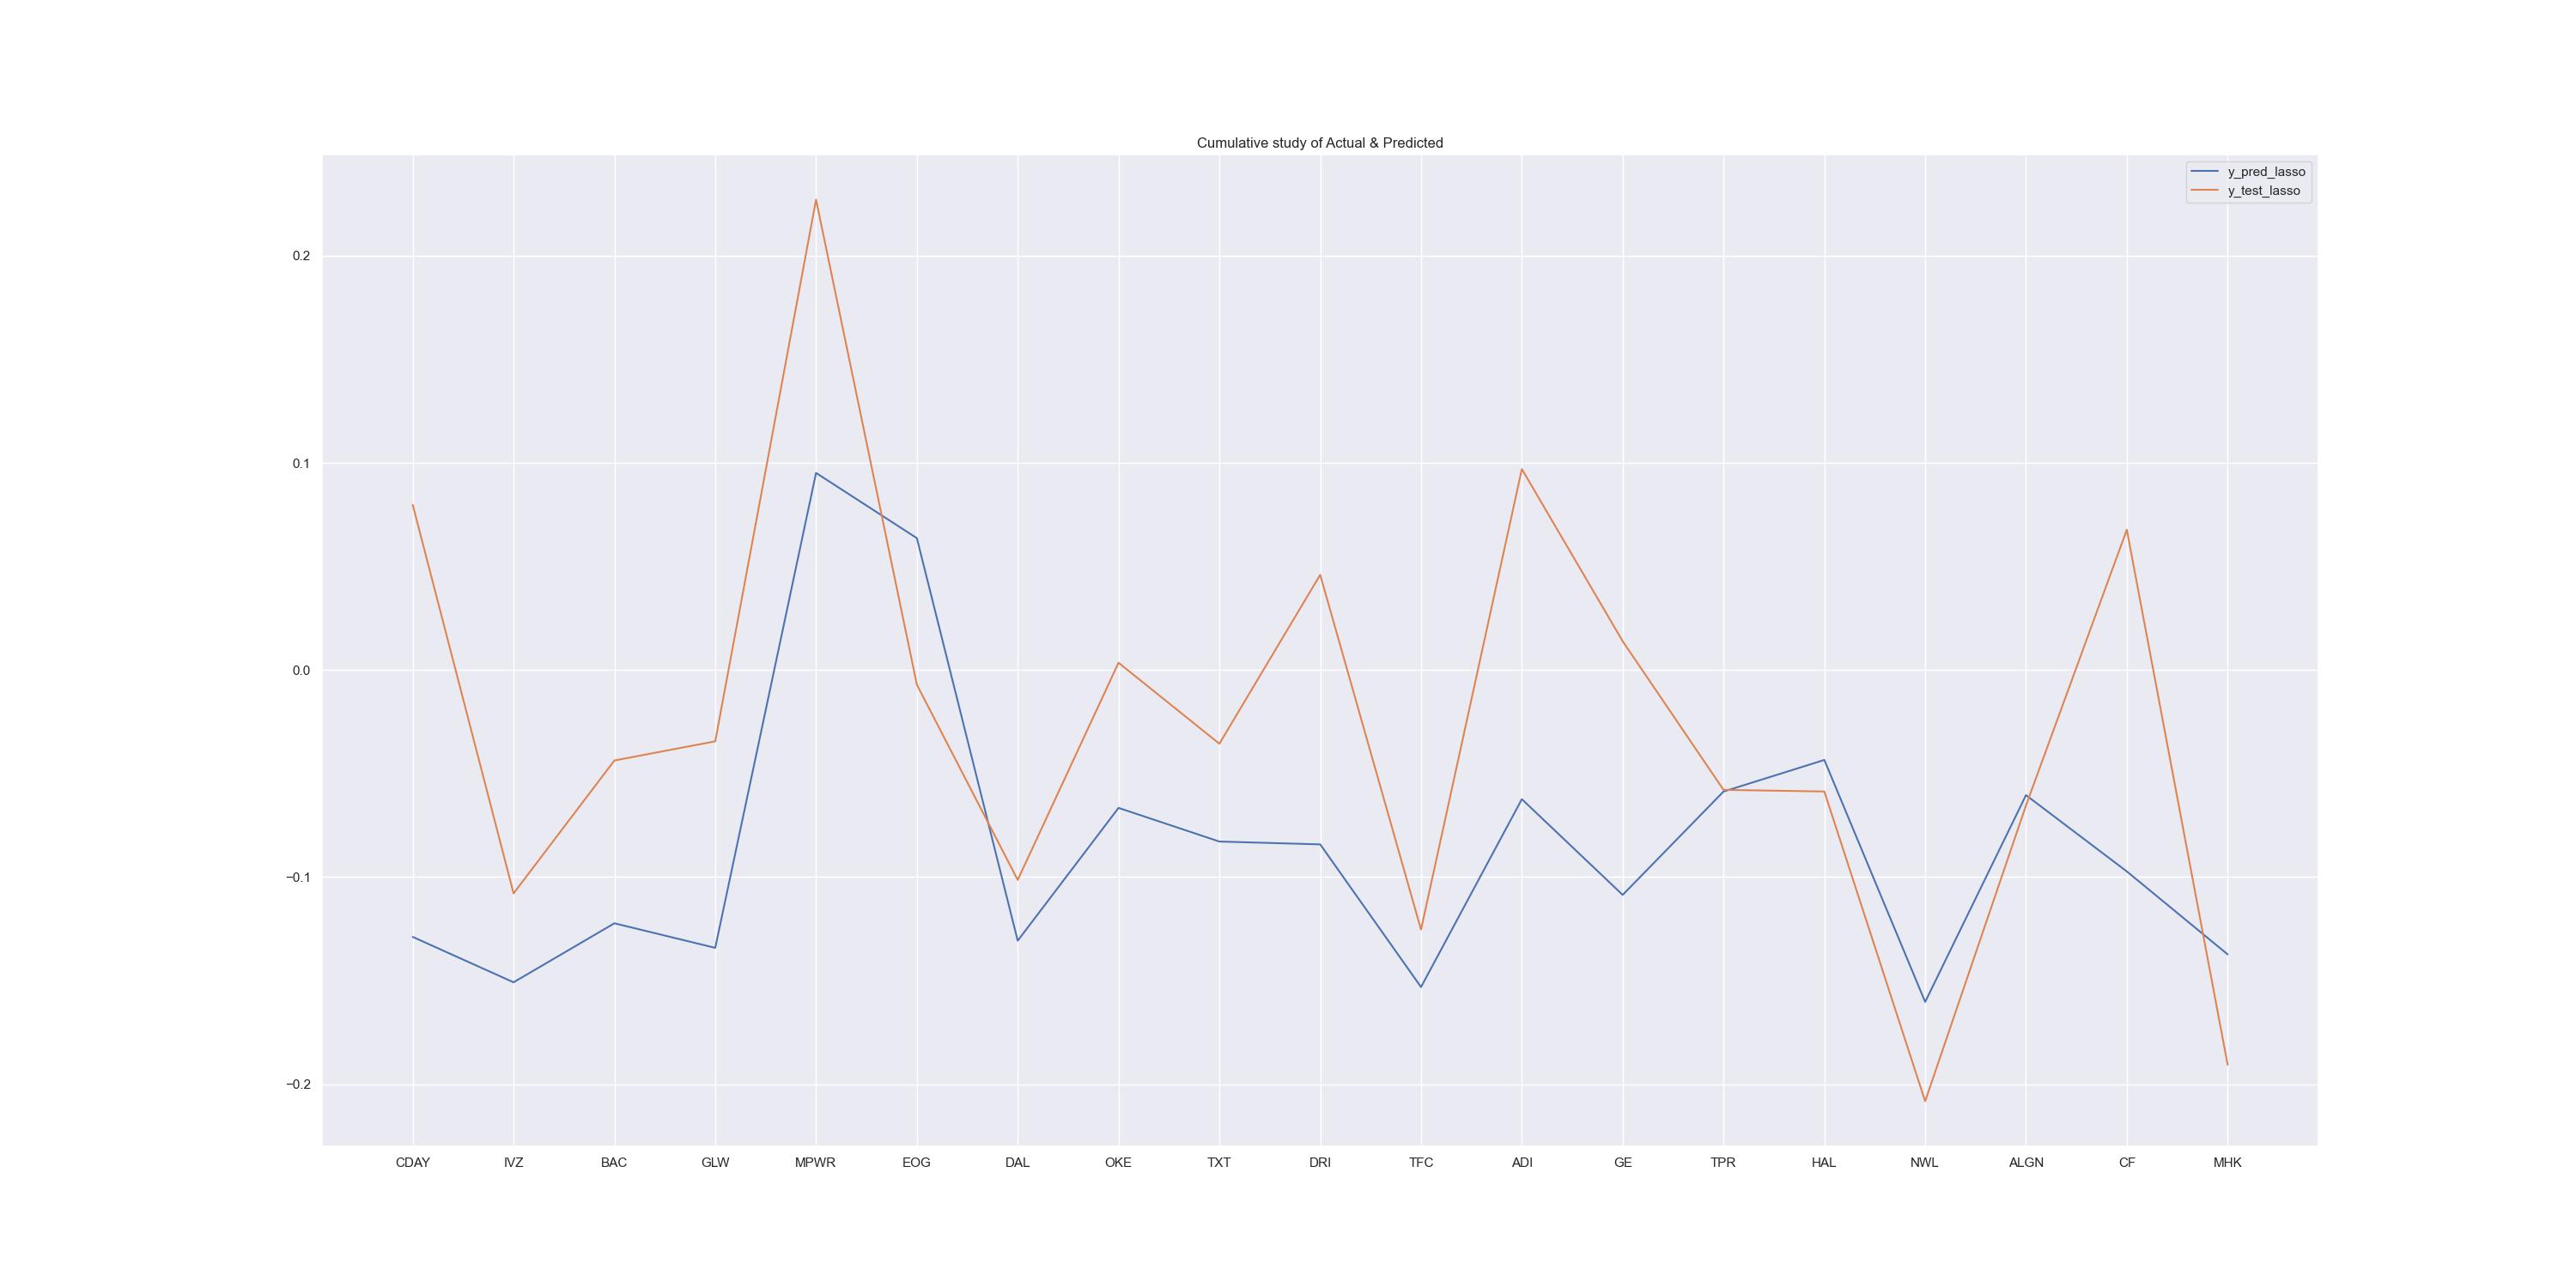 Cumulative study of Actual & Predicted
y_pred_lasso
y_test_lasso
0.2
0.1
0.0
−0.1
−0.2
CDAY IVZ BAC GLW MPWR EOG DAL OKE TXT DRI TFC ADI GE TPR HAL NWL ALGN CF MHK